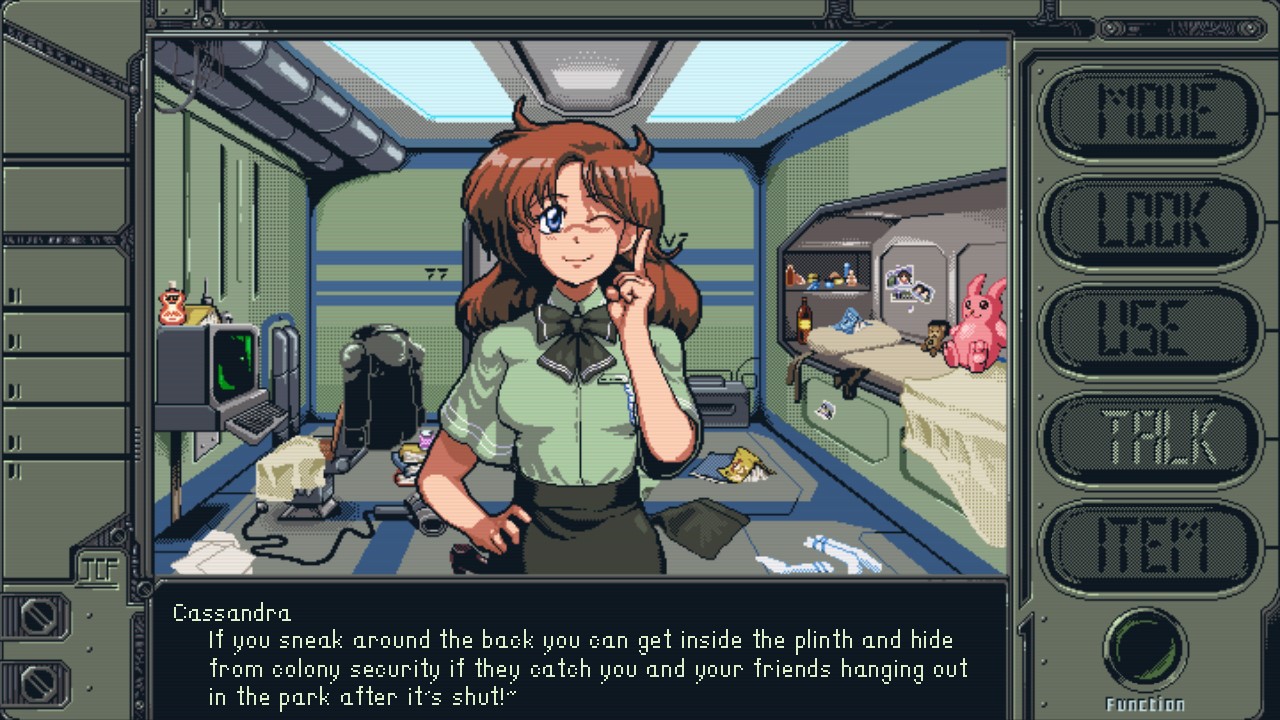 MOVE
LOOK
77
USE
TALK
ITEM
TCF
Cassandra
If you sneak around the back you can get inside the plinth and hide
from colony security if they catch you and your friends hanging out
in the park after it's shut!~
Function